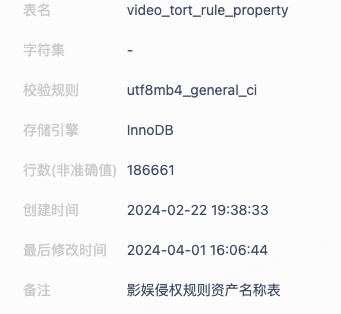 表名 video_tort_rule_property
字符集 -
校验规则 utf8mb4_general_ci
存储引擎 InnoDB
行数(非准确值) 186661
创建时间 2024-02-22 19:38:33
最后修改时间 2024-04-01 16:06:44
备注 影娱侵权规则资产名称表